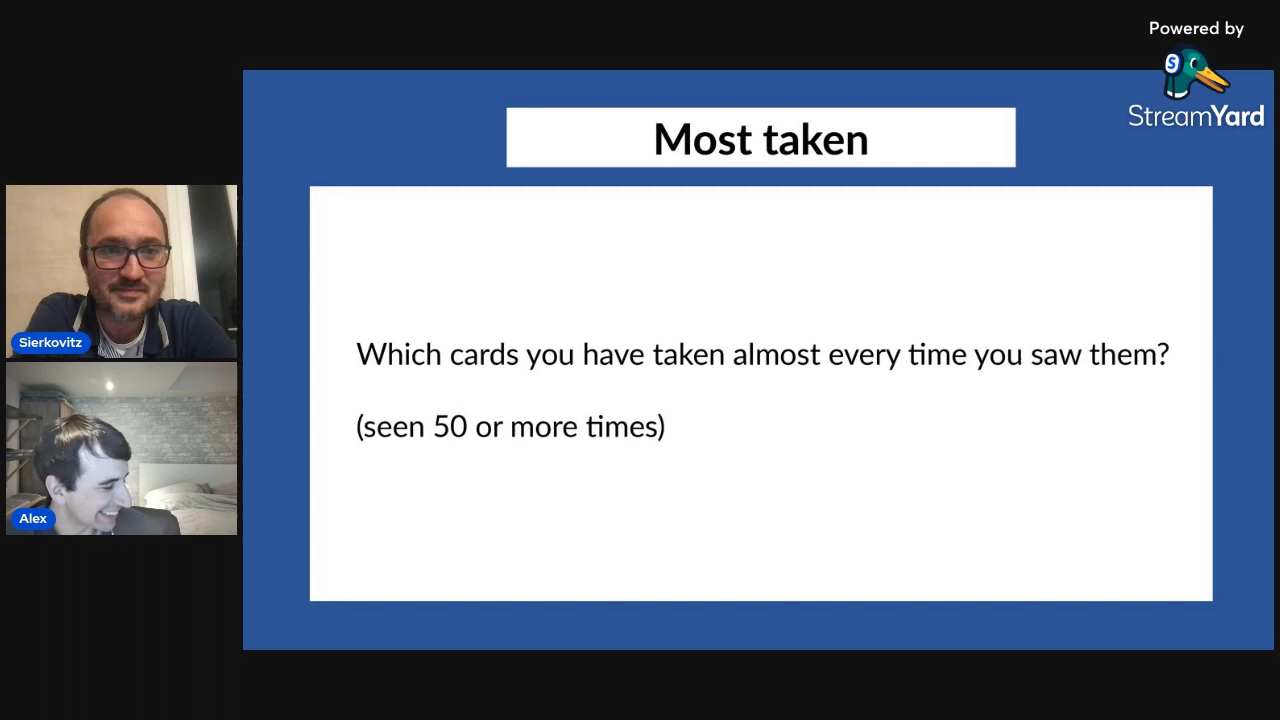 Powered by
S
StreamYard
Most taken
Which cards you have taken almost every time you saw them?
(seen 50 or more times)
Sierkovitz
Alex